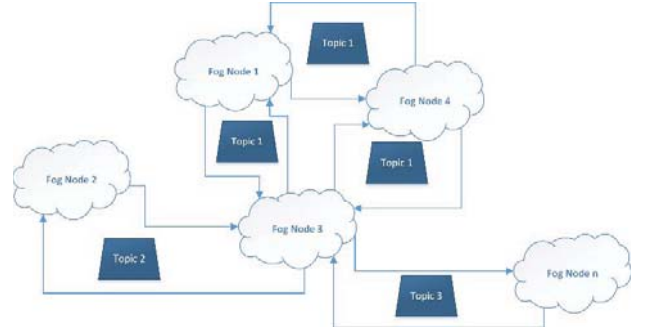 Topic 1
Fog Node 1
Fog Node 4
Topic 1
Topic 1
Fog Node 2
Fog Node 3
Topic 2
Fog Node n
Topic 3